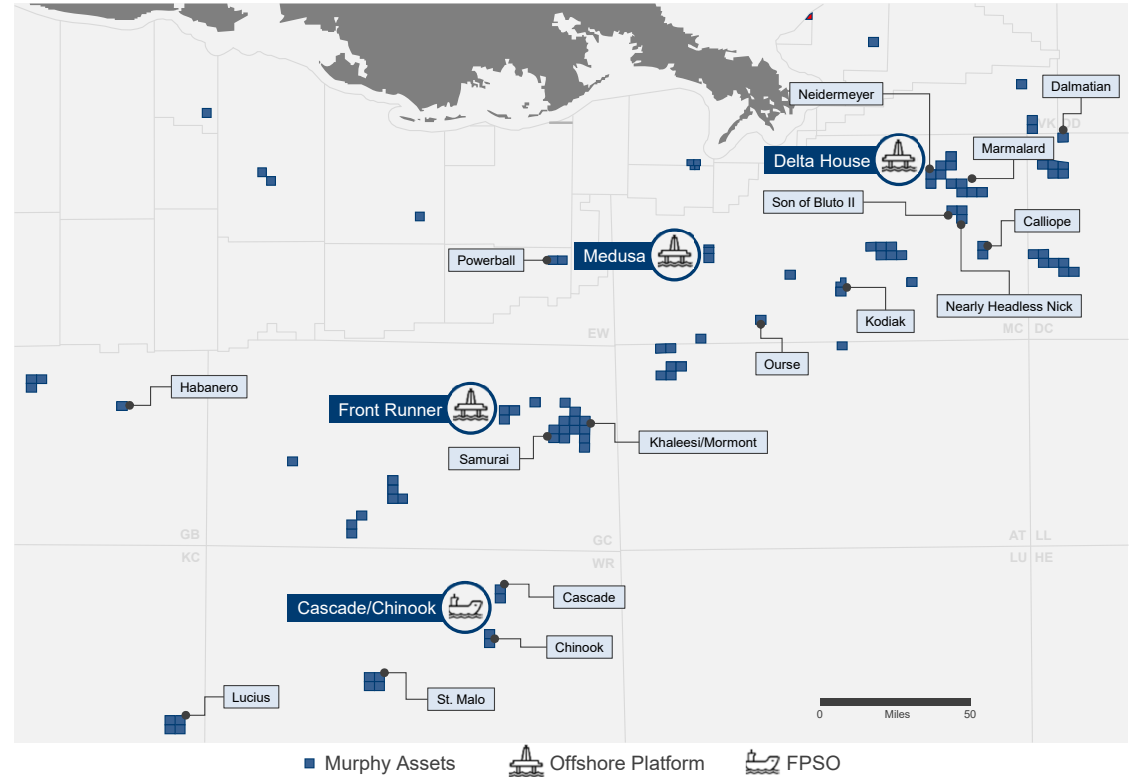 Neidermeyer
Dalmatian
VK DD
Marmalard
Delta House
Son of Bluto II
Calliope
Powerball
Medusa
Nearly Headless Nick
Kodiak
EW
MC DC
Ourse
Habanero
Front Runner
Khaleesi/Mormont
Samurai
GB
GC
AT LL
KC
WR
LU HE
Cascade
Cascade/Chinook
Chinook
Lucius
St. Malo
0 Miles 50
Murphy Assets Offshore Platform FPSO